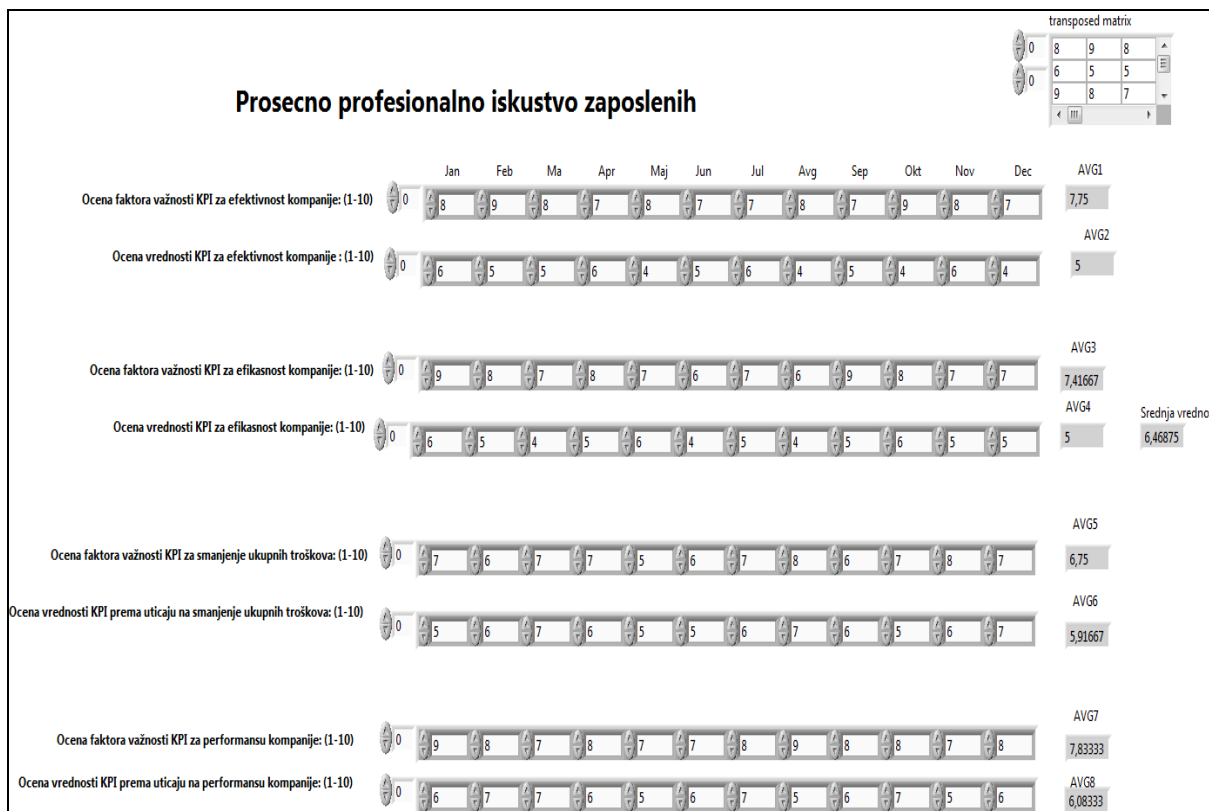 transposed matrix
0 8 9 8
6 5 5
0 9 8 7
Prosecno profesionalno iskustvo zaposlenih
Jan Feb Ma Apr Maj Jun Jul Avg Sep Okt Nov Dec AVG1
Ocena faktora važnosti KPI za efektivnost kompanije: (1-10) 0 8 9 8 7 8 7 7 8 7 9 8 7 7,75
AVG2
Ocena vrednosti KPI za efektivnost kompanije : (1-10) 0 6 5 5 6 4 5 6 4 5 4 6 4 5
AVG3
Ocena faktora važnosti KPI za efikasnost kompanije: (1-10) 0 9 8 7 8 7 6 7 6 9 8 7 7 7,41667
AVG4 Srednja vredno
Ocena vrednosti KPI za efikasnost kompanije: (1-10) 0 6 5 4 5 6 4 5 4 5 6 5 5 5 6,46875
AVG5
Ocena faktora važnosti KPI za smanjenje ukupnih troškova: (1-10) 0 7 6 7 7 5 6 7 8 6 7 8 7 6,75
AVG6
Ocena vrednosti KPI prema uticaju na smanjenje ukupnih troškova: (1-10) 0 5 6 7 6 5 5 6 7 6 5 6 7 5,91667
AVG7
Ocena faktora važnosti KPI za performansu kompanije: (1-10) 0 9 8 7 8 7 7 8 9 8 8 7 8 7,83333
AVG8
Ocena vrednosti KPI prema uticaju na performansu kompanije: (1-10) 0 6 7 7 6 5 6 7 5 6 7 5 6 6,08333